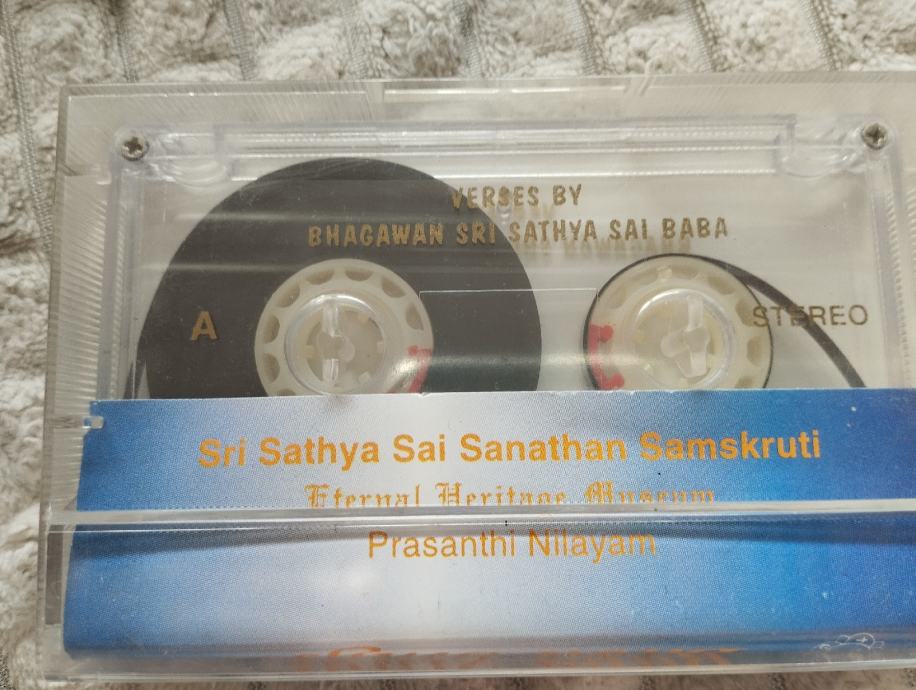 VERSES BY
BHAGAWAN SRI SATHYA SAI BABA
A
STEREO
Sri Sathya Sai Sanathan Samskruti
Eternal Heritage Museum
Prasanthi Nilayam